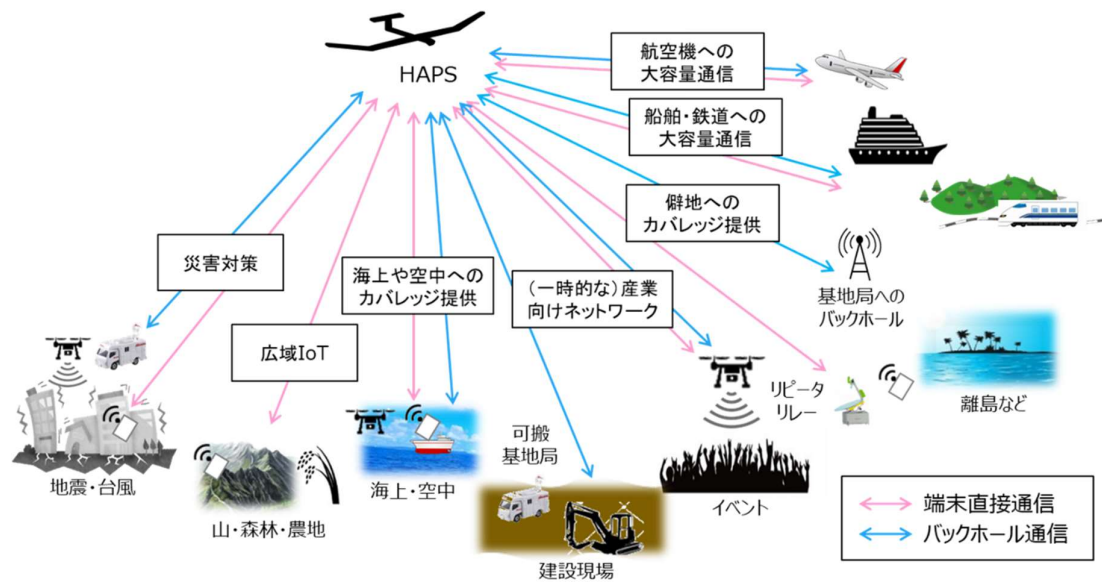 HAPS
航空機への
大容量通信
船舶・鉄道への
大容量通信
僻地への
カバレッジ提供
災害対策
海上や空中への
カバレッジ提供
（一時的な）産業
向けネットワーク
広域IoT
基地局への
バックホール
リピータ
リレー
離島など
可搬
基地局
地震・台風
山・森林・農地
海上・空中
建設現場
イベント
端末直接通信
バックホール通信